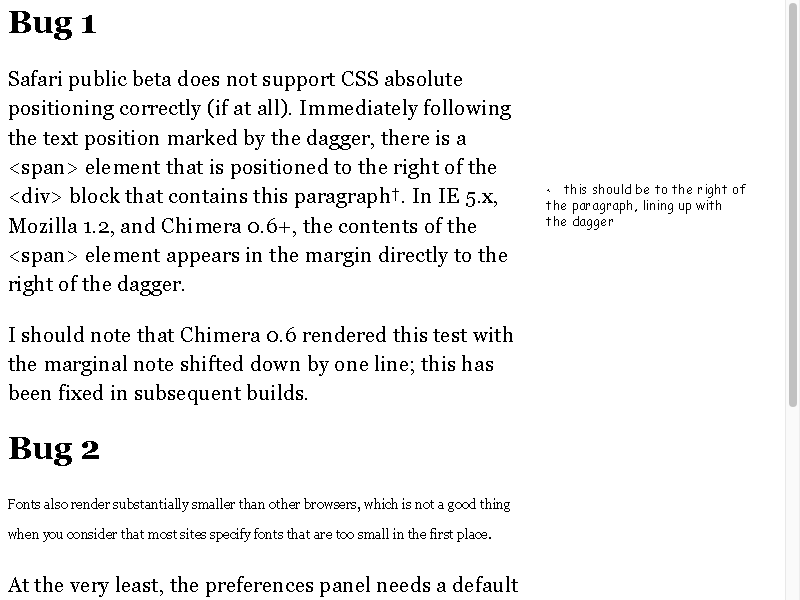 Bug 1
Safari public beta does not support CSS absolute
positioning correctly (if at all). Immediately following
the text position marked by the dagger, there is a
<span> element that is positioned to the right of the
<div> block that contains this paragraph†. In IE 5.x,
Mozilla 1.2, and Chimera 0.6+, the contents of the
<span> element appears in the margin directly to the
right of the dagger.
this should be to the right of
the paragraph, lining up with
the dagger
I should note that Chimera 0.6 rendered this test with
the marginal note shifted down by one line; this has
been fixed in subsequent builds.
Bug 2
Fonts also render substantially smaller than other browsers, which is not a good thing
when you consider that most sites specify fonts that are too small in the first place.
At the very least, the preferences panel needs a default